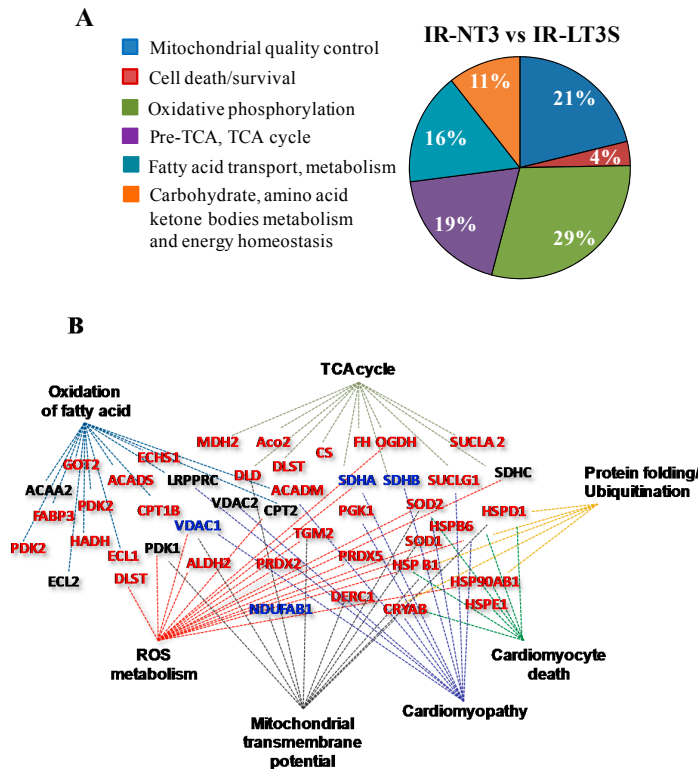 A
IR-NT3 vs IR-LT3S
Mitochondrial quality control
Cell death/survival
Oxidative phosphorylation
Pre-TCA, TCA cycle
Fatty acid transport, metabolism
Carbohydrate, amino acid
ketone bodies metabolism
and energy homeostasis
11%
21%
4%
16%
19%
29%
B
TCA cycle
Oxidation
of fatty acid
MDH2 Aco2 CS FH OGDH SUCLA 2
GOT2 ECHS1 LRPPRC DLD DLST SDHA SDHB SUCLG1 SDHC
Protein folding/
Ubiquitination
ACAA2 ACADS ACADM
FABP3 PDK2 CPT1B VDAC2 CPT2 PGK1 SOD2 HSPD1
VDAC1 TGM2 HSPB6
PDK2 HADH ECL1 PDK1 SOD1
ECL2 DLST ALDH2 PRDX2 PRDX5 HSP B1 HSP90AB1
NDUFAB1 DERC1 CRYAB HSPE1
ROS
metabolism
Cardiomyocyte
death
Mitochondrial
transmembrane
potential
Cardiomyopathy